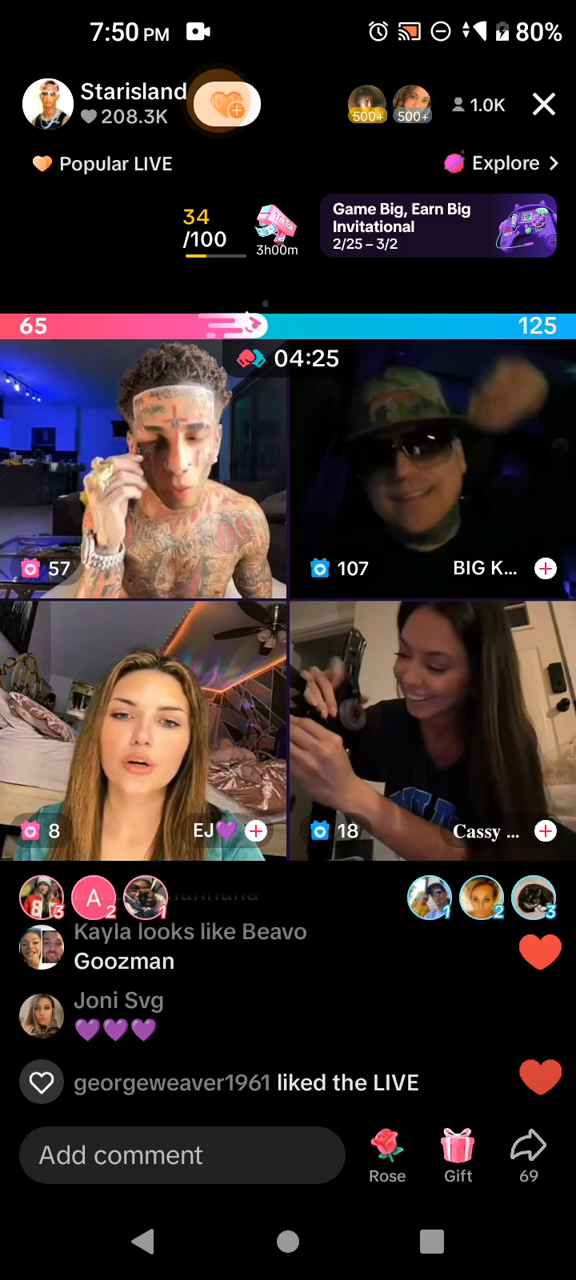 7:50 PM
80%
Starisland
208.3K
500+
500+
1.0K
Popular LIVE
Explore >
34
/100
3h00m
Game Big, Earn Big
Invitational
2/25 – 3/2
65
125
04:25
57
107
BIG K...
8
EJ💜
18
Cassy ...
3
A
2
1
1
2
3
Kayla looks like Beavo
Goozman
Joni Svg
💜💜💜
georgeweaver1961 liked the LIVE
Add comment
Rose
Gift
69